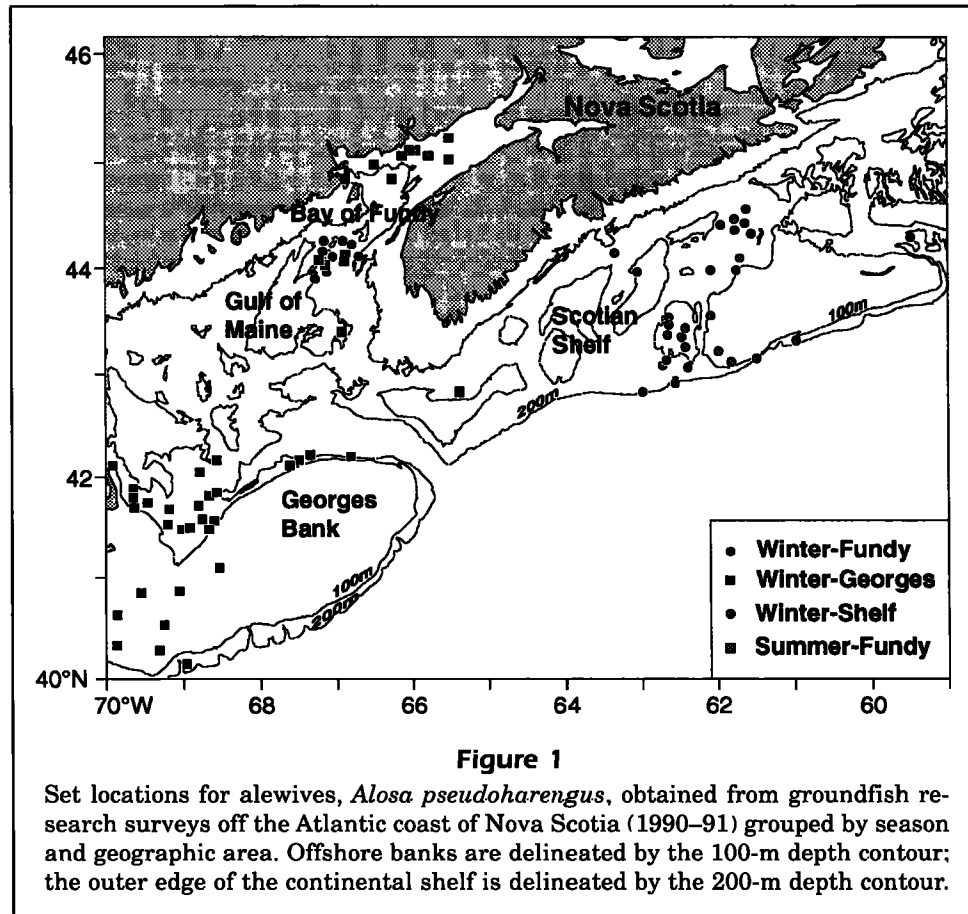 46
Nova Scotia
Bay of Fundy
44
Gulf of
Maine
Scotian
Shelf
100m
200m
42
Georges
Bank
100m
200m
40°N
70°W 68 66 64 62 60
Winter-Fundy
Winter-Georges
Winter-Shelf
Summer-Fundy
Figure 1
Set locations for alewives, Alosa pseudoharengus, obtained from groundfish re-
search surveys off the Atlantic coast of Nova Scotia (1990–91) grouped by season
and geographic area. Offshore banks are delineated by the 100-m depth contour;
the outer edge of the continental shelf is delineated by the 200-m depth contour.